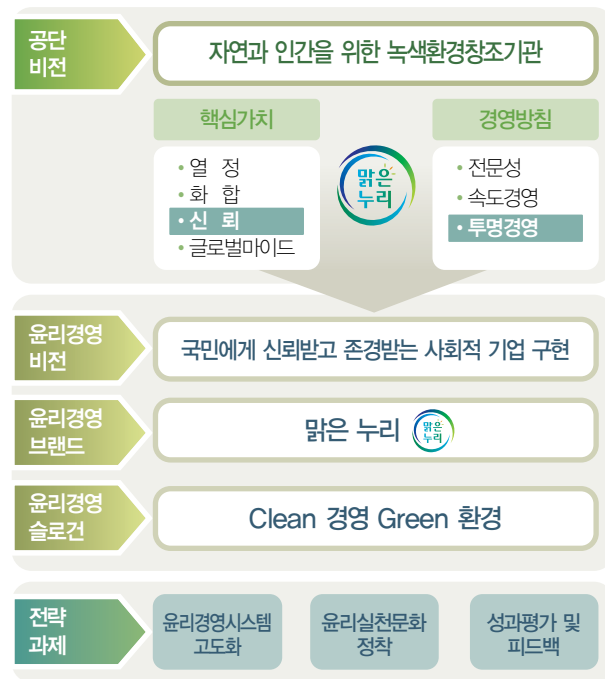 공단
비전
자연과 인간을 위한 녹색환경창조기관
핵심가치
• 열 정
• 화 합
• 신 뢰
• 글로벌마이드
맑은
누리
경영방침
• 전문성
• 속도경영
• 투명경영
윤리경영
비전
국민에게 신뢰받고 존경받는 사회적 기업 구현
윤리경영
브랜드
맑은 누리
맑은
누리
윤리경영
슬로건
Clean 경영 Green 환경
전략
과제
윤리경영시스템
고도화
윤리실천문화
정착
성과평가 및
피드백